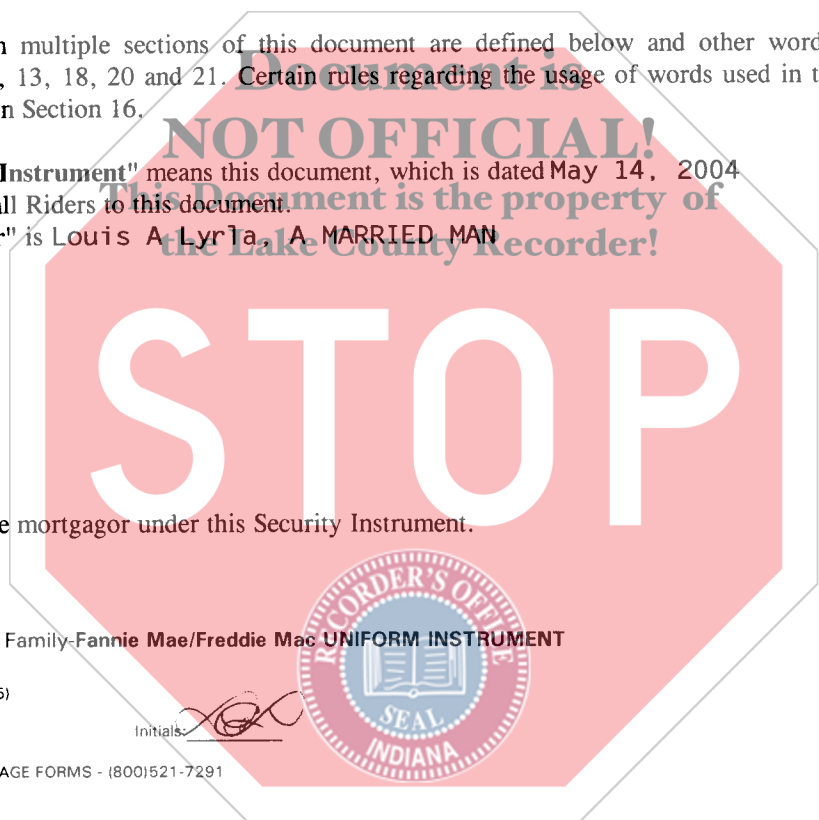 n multiple sections of this document are defined below and other word
, 13, 18, 20 and 21. Certain rules regarding the usage of words used in t
n Section 16.
Document is
NOT OFFICIAL!
This Document is the property of
the Lake County Recorder!
Instrument" means this document, which is dated May 14, 2004
ll Riders to this document.
" is Louis A Lyrla, A MARRIED MAN
STOP
e mortgagor under this Security Instrument.
Family-Fannie Mae/Freddie Mac UNIFORM INSTRUMENT
Initials:
AGE FORMS - (800)521-7291
RECORDER'S OFFICE
SEAL
INDIANA